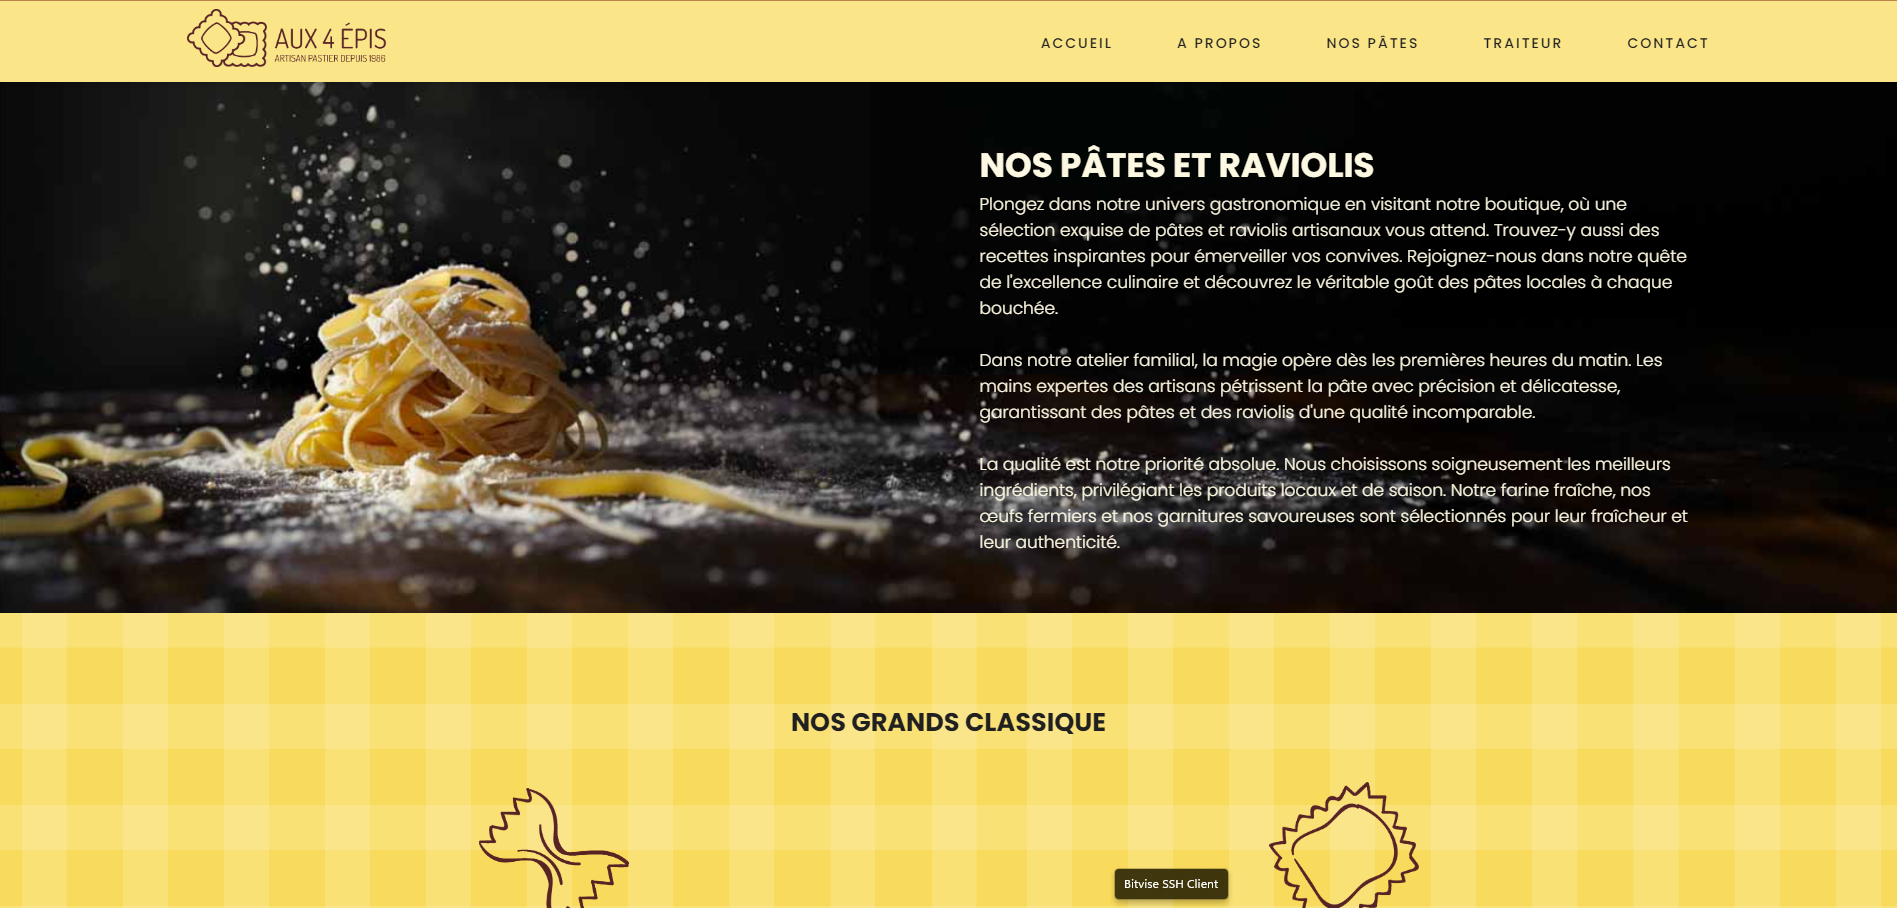 AUX 4 ÉPIS
ARTISAN PASTIER DEPUIS 1986
ACCUEIL
A PROPOS
NOS PÂTES
TRAITEUR
CONTACT
NOS PÂTES ET RAVIOLIS
Plongez dans notre univers gastronomique en visitant notre boutique, où une
sélection exquise de pâtes et raviolis artisanaux vous attend. Trouvez-y aussi des
recettes inspirantes pour émerveiller vos convives. Rejoignez-nous dans notre quête
de l'excellence culinaire et découvrez le véritable goût des pâtes locales à chaque
bouchée.
Dans notre atelier familial, la magie opère dès les premières heures du matin. Les
mains expertes des artisans pétrissent la pâte avec précision et délicatesse,
garantissant des pâtes et des raviolis d'une qualité incomparable.
La qualité est notre priorité absolue. Nous choisissons soigneusement les meilleurs
ingrédients, privilégiant les produits locaux et de saison. Notre farine fraîche, nos
œufs fermiers et nos garnitures savoureuses sont sélectionnés pour leur fraîcheur et
leur authenticité.
NOS GRANDS CLASSIQUE
Bitvise SSH Client